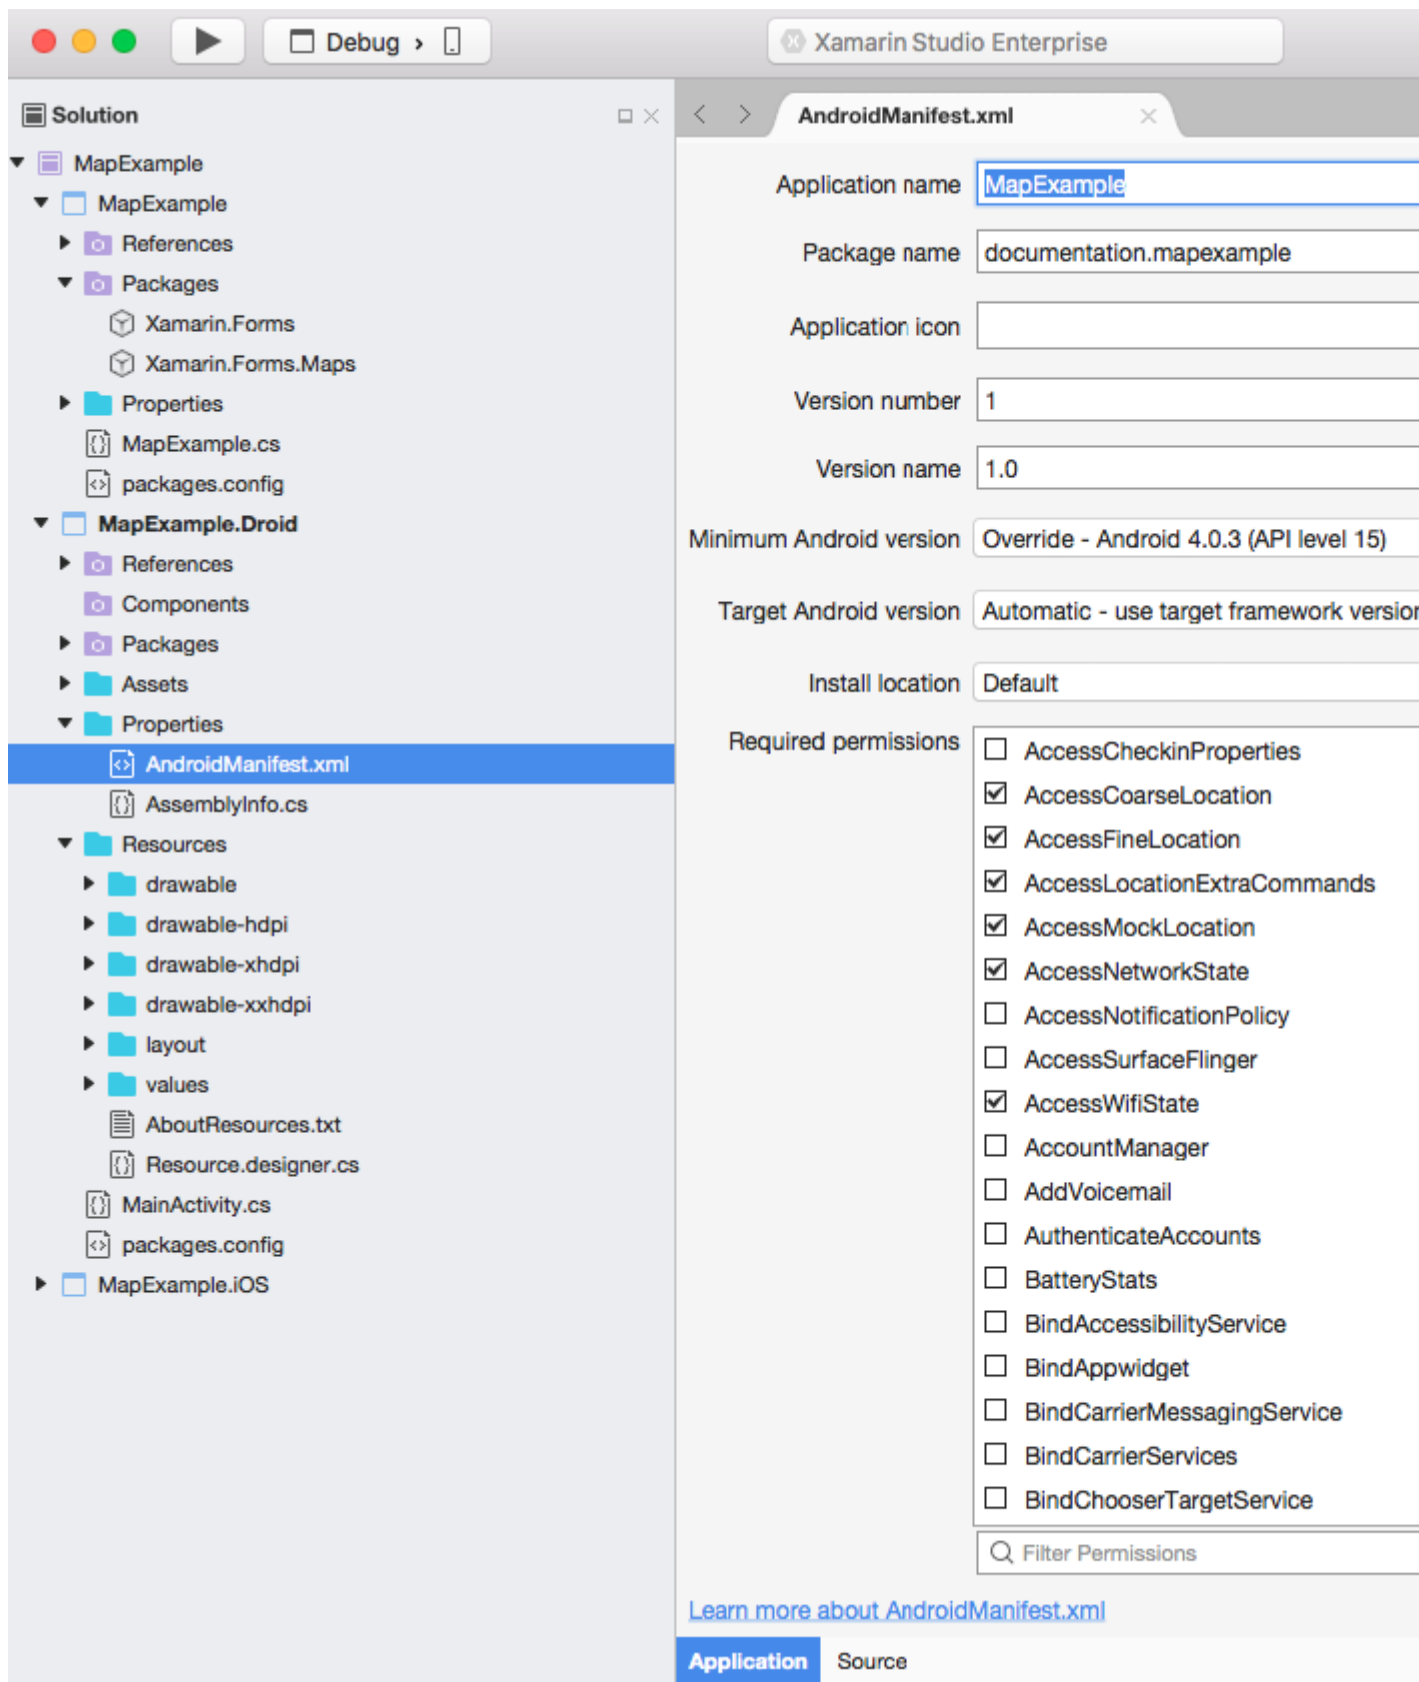 Debug
Xamarin Studio Enterprise
Solution
MapExample
MapExample
References
Packages
Xamarin.Forms
Xamarin.Forms.Maps
Properties
MapExample.cs
packages.config
MapExample.Droid
References
Components
Packages
Assets
Properties
AndroidManifest.xml
AssemblyInfo.cs
Resources
drawable
drawable-hdpi
drawable-xhdpi
drawable-xxhdpi
layout
values
AboutResources.txt
Resource.designer.cs
MainActivity.cs
packages.config
MapExample.iOS
AndroidManifest.xml
Application name MapExample
Package name documentation.mapexample
Application icon
Version number 1
Version name 1.0
Minimum Android version Override - Android 4.0.3 (API level 15)
Target Android version Automatic - use target framework version
Install location Default
Required permissions
AccessCheckinProperties
AccessCoarseLocation
AccessFineLocation
AccessLocationExtraCommands
AccessMockLocation
AccessNetworkState
AccessNotificationPolicy
AccessSurfaceFlinger
AccessWifiState
AccountManager
AddVoicemail
AuthenticateAccounts
BatteryStats
BindAccessibilityService
BindAppwidget
BindCarrierMessagingService
BindCarrierServices
BindChooserTargetService
Filter Permissions
Learn more about AndroidManifest.xml
Application Source